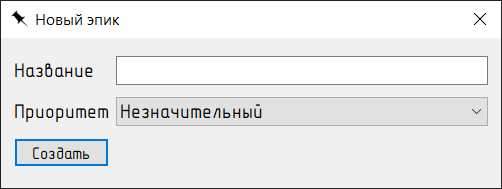 Новый эпик
Название
Приоритет Незначительный
Создать